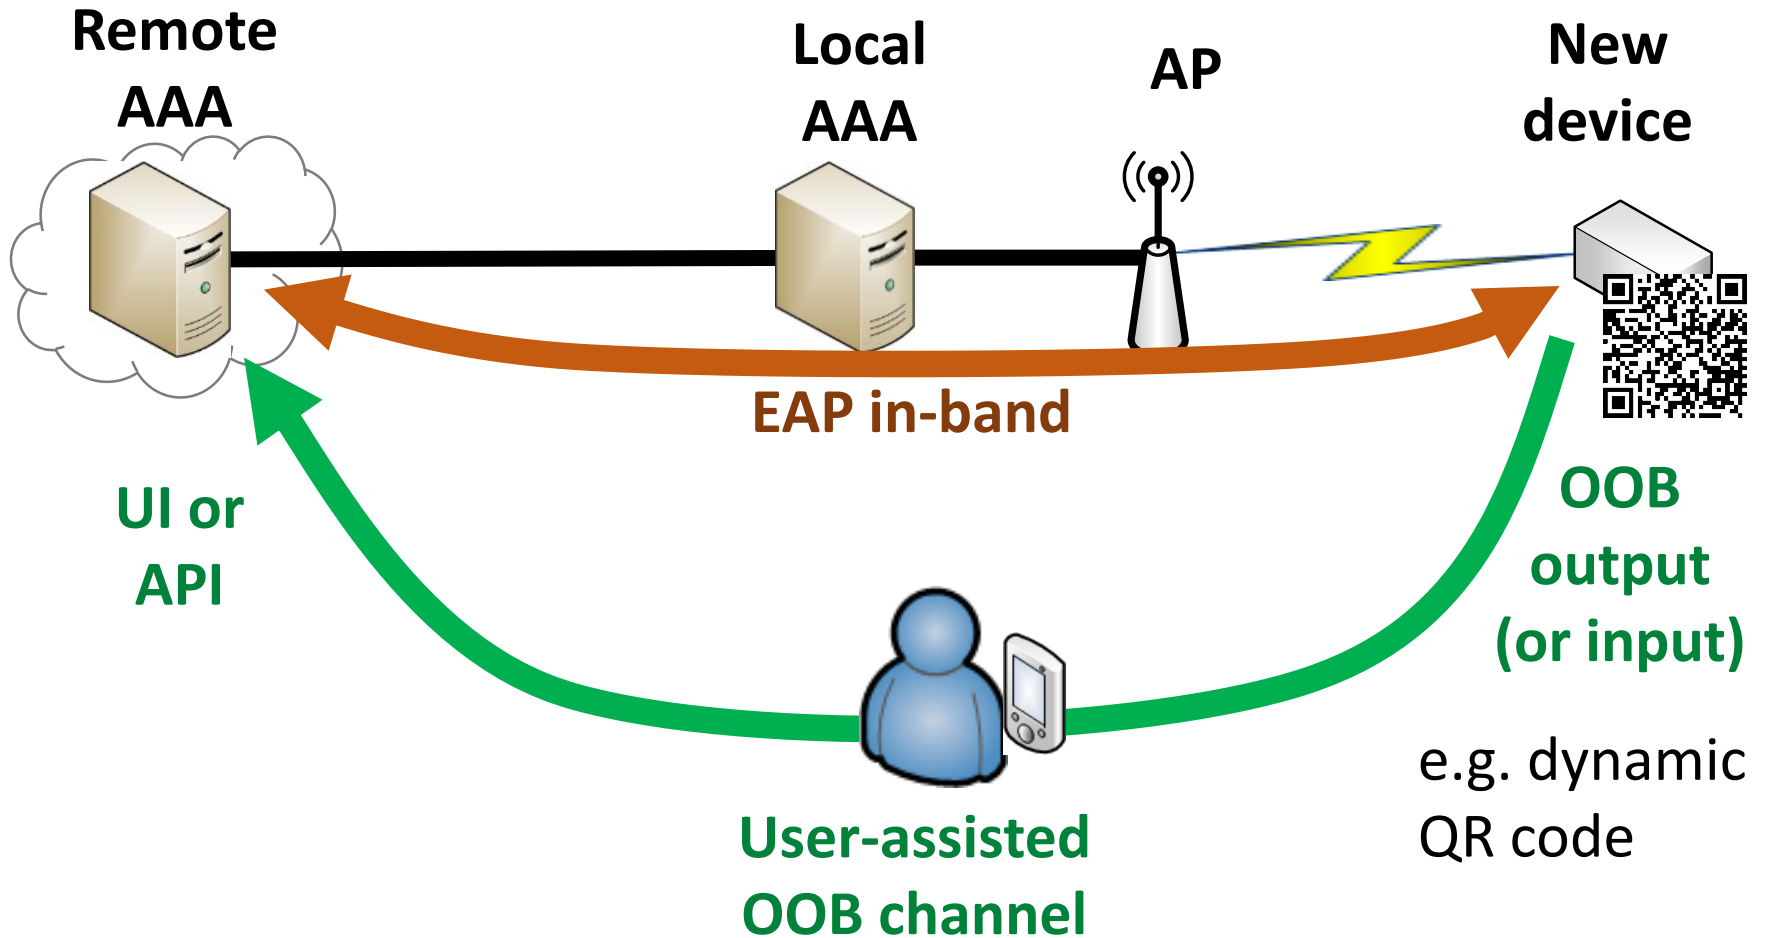 Remote
AAA
Local
AAA
AP
New
device
EAP in-band
UI or
API
OOB
output
(or input)
e.g. dynamic
QR code
User-assisted
OOB channel